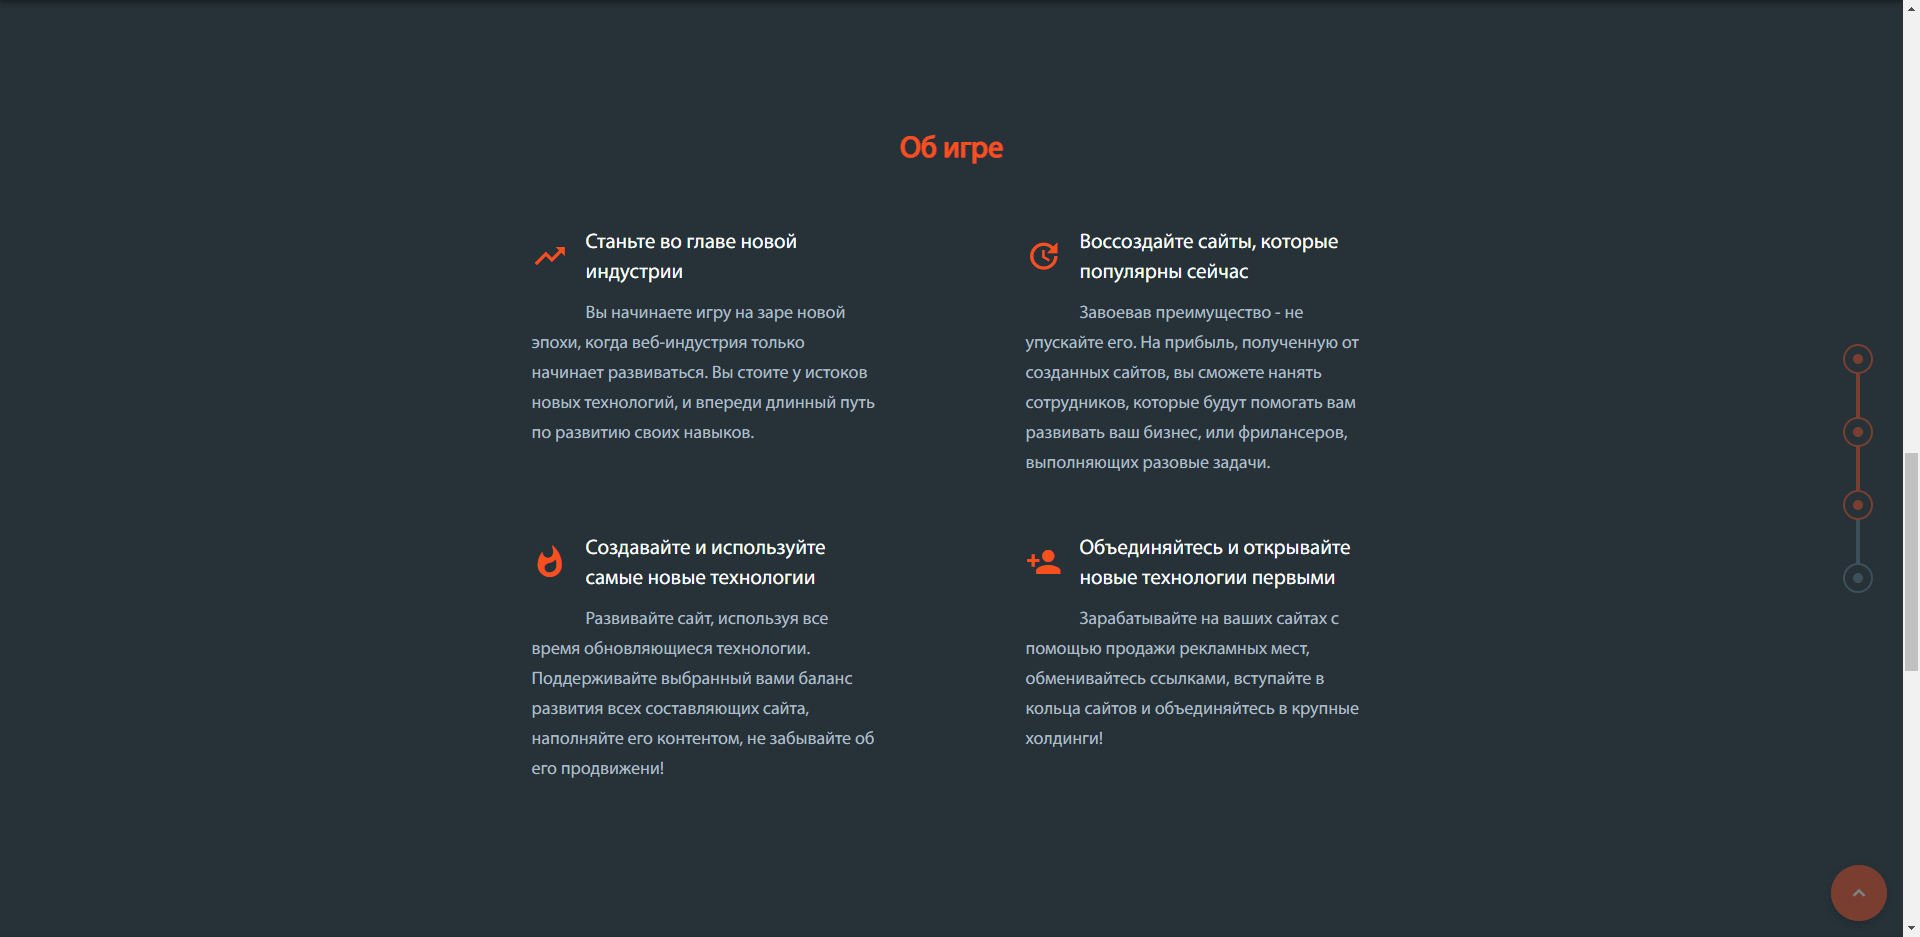 Об игре
Станьте во главе новой
индустрии
Вы начинаете игру на заре новой
эпохи, когда веб-индустрия только
начинает развиваться. Вы стоите у истоков
новых технологий, и впереди длинный путь
по развитию своих навыков.
Воссоздайте сайты, которые
популярны сейчас
Завоевав преимущество - не
упускайте его. На прибыль, полученную от
созданных сайтов, вы сможете нанять
сотрудников, которые будут помогать вам
развивать ваш бизнес, или фрилансеров,
выполняющих разовые задачи.
Создавайте и используйте
самые новые технологии
Развивайте сайт, используя все
время обновляющиеся технологии.
Поддерживайте выбранный вами баланс
развития всех составляющих сайта,
наполняйте его контентом, не забывайте об
его продвижени!
Объединяйтесь и открывайте
новые технологии первыми
Зарабатывайте на ваших сайтах с
помощью продажи рекламных мест,
обменивайтесь ссылками, вступайте в
кольца сайтов и объединяйтесь в крупные
холдинги!